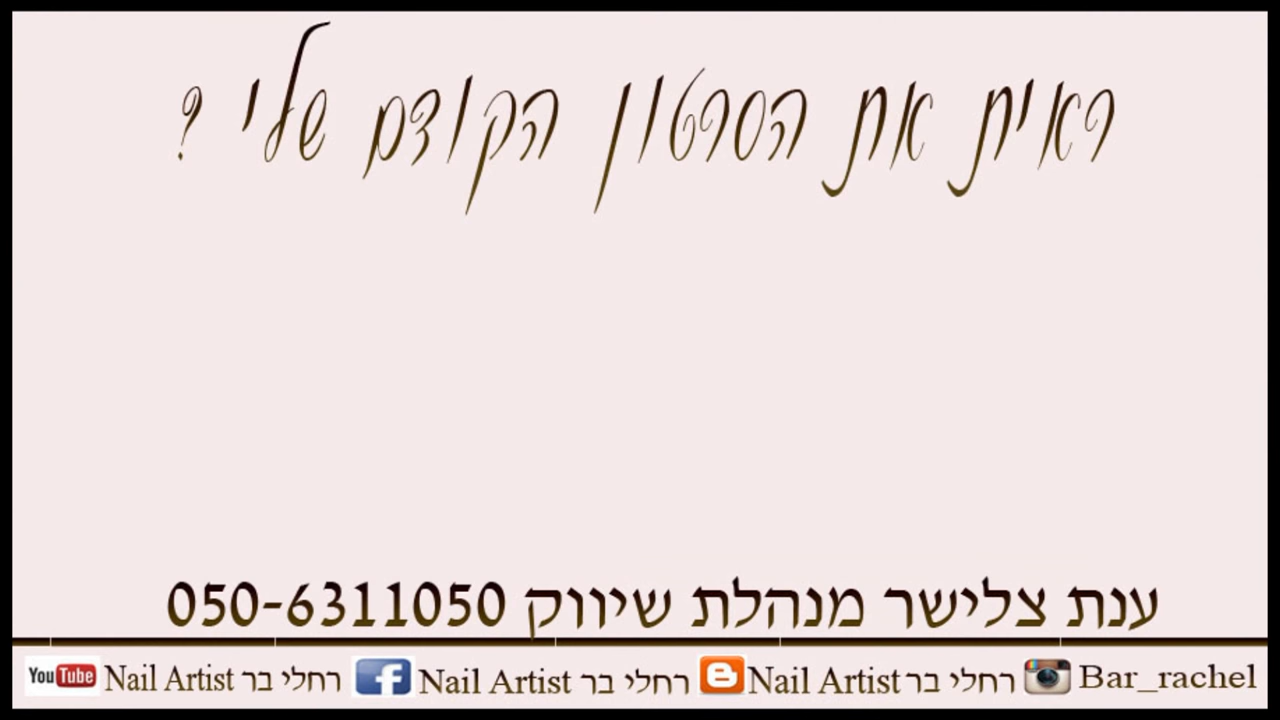 ראית את הסרטון הקודם שלי ?
ענת צלישר מנהלת שיווק 050-6311050
YouTube Nail Artist רחלי בר f Nail Artist רחלי בר Nail Artist רחלי בר Bar_rachel